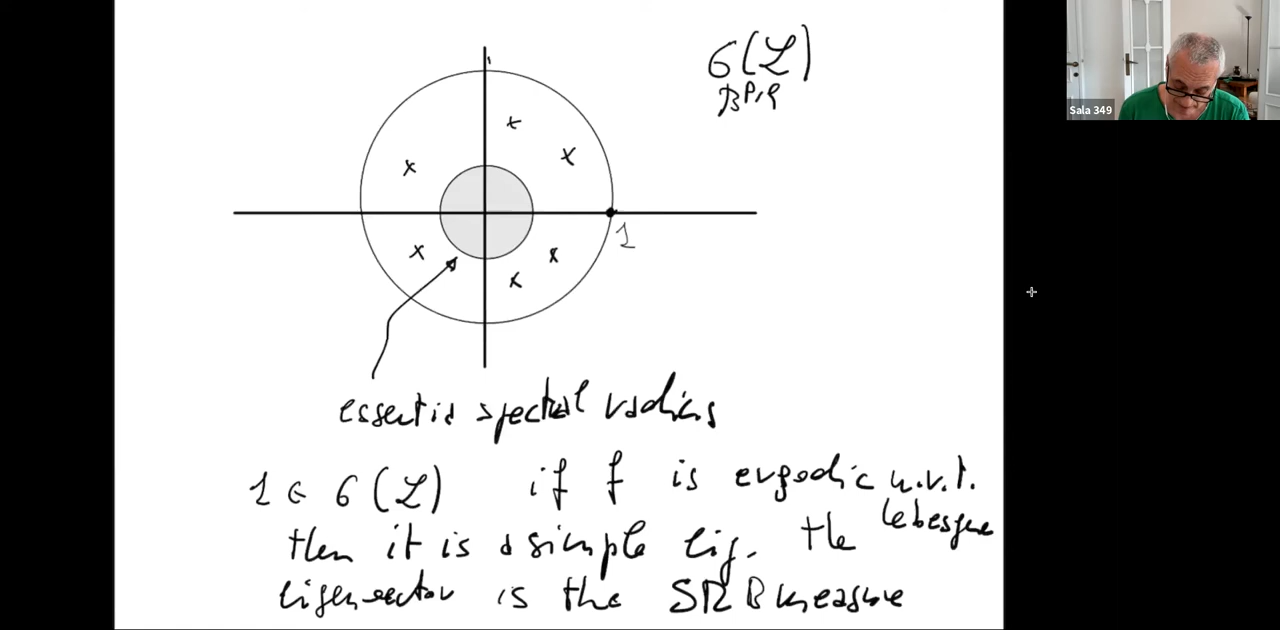 σ(ℒ)
B^{p,q}
Sala 349
1
essential spectral radius
1 ∈ σ(ℒ) if f is ergodic w.r.t.
Lebesgue
then it is a simple eig. the
eigenvector is the SRB measure